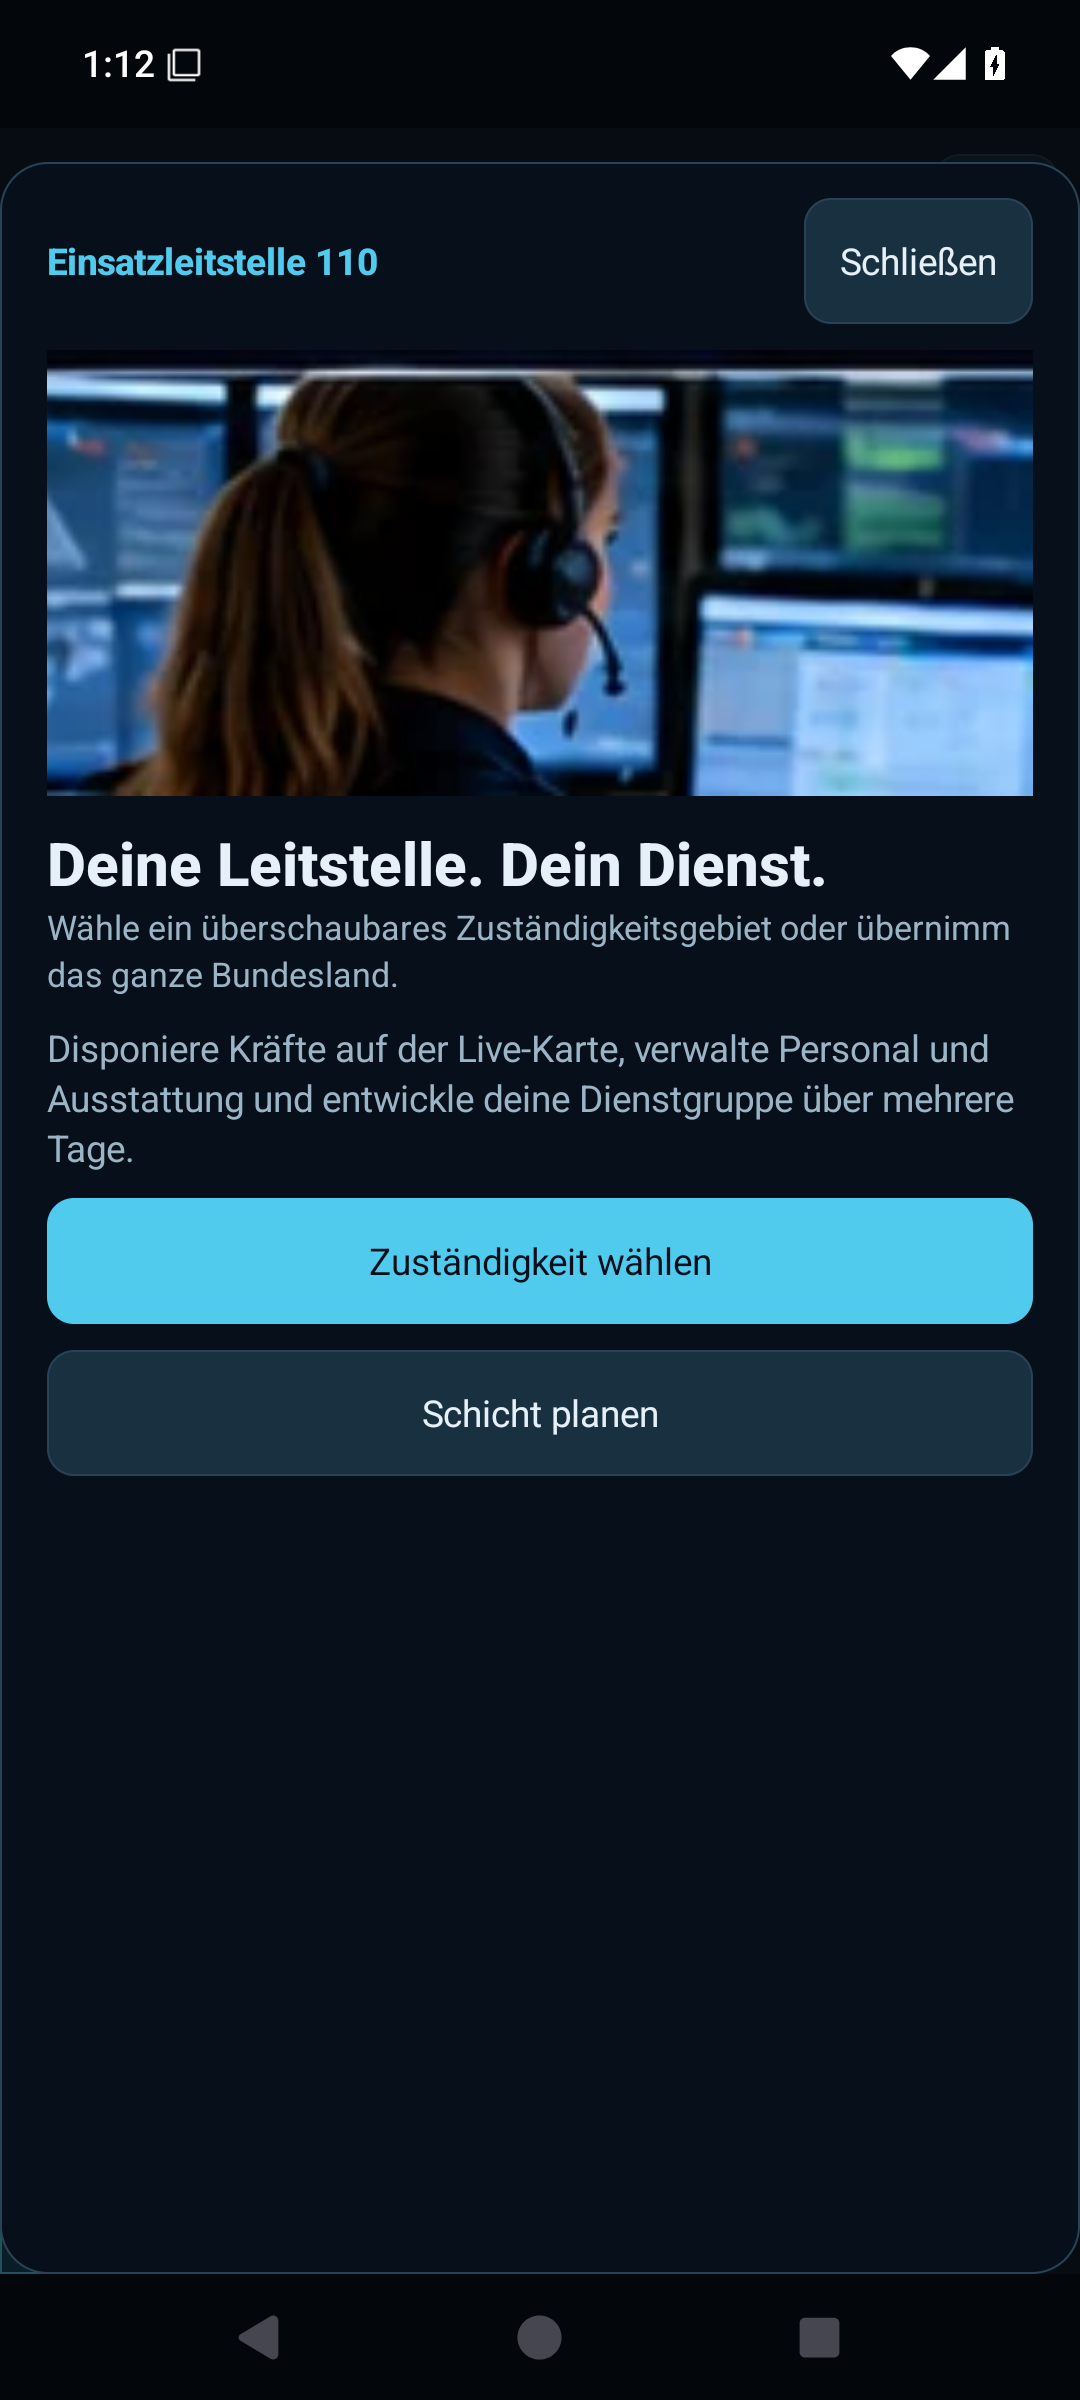 1:12
Einsatzleitstelle 110
Schließen
Deine Leitstelle. Dein Dienst.
Wähle ein überschaubares Zuständigkeitsgebiet oder übernimm
das ganze Bundesland.
Disponiere Kräfte auf der Live-Karte, verwalte Personal und
Ausstattung und entwickle deine Dienstgruppe über mehrere
Tage.
Zuständigkeit wählen
Schicht planen